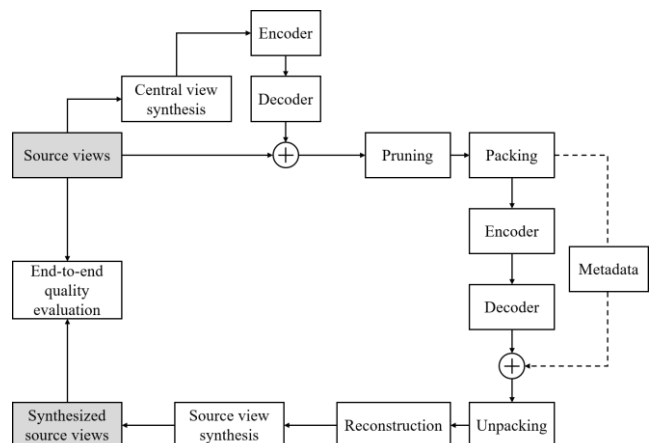 Encoder
Central view
synthesis
Decoder
Source views
Pruning
Packing
Encoder
End-to-end
quality
evaluation
Metadata
Decoder
Synthesized
source views
Source view
synthesis
Reconstruction
Unpacking